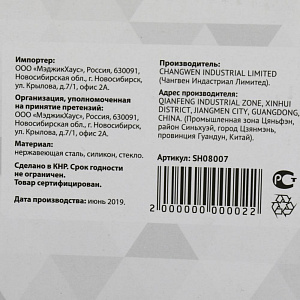 Импортер:
ООО «МэджикХаус», Россия, 630091,
Новосибирская обл., г. Новосибирск,
ул. Крылова, д.7/1, офис 2А.
Организация, уполномоченная
на принятие претензий:
ООО «МэджикХаус», Россия, 630091,
Новосибирская обл., г. Новосибирск,
ул. Крылова, д.7/1, офис 2А.
Материал:
нержавеющая сталь, силикон, стекло.
Сделано в КНР. Срок годности
не ограничен.
Товар сертифицирован.
Дата изготовления: июнь 2019.
Производитель:
CHANGWEN INDUSTRIAL LIMITED
(Чангвен Индастриал Лимитед).
Адрес производителя:
QIANFENG INDUSTRIAL ZONE, XINHUI
DISTRICT, JIANGMEN CITY, GUANGDONG,
CHINA. (Промышленная зона Цяньфэн,
район Синьхуэй, город Цзянмэнь,
провинция Гуандун, Китай).
Артикул: SH08007
2 000000 000022